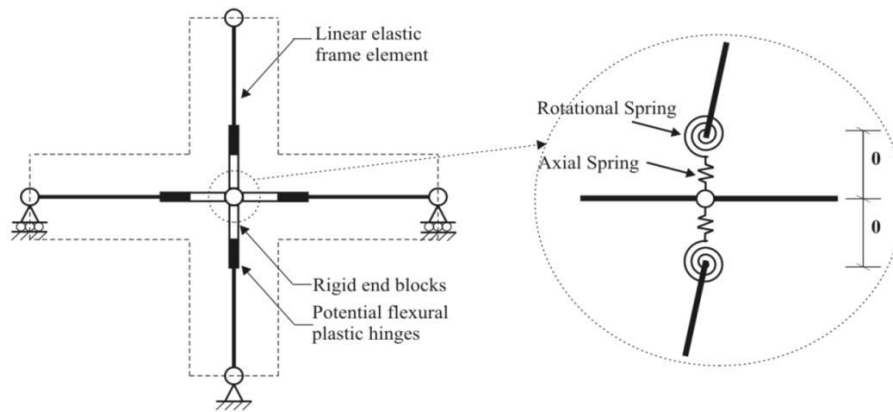 Linear elastic
frame element
Rotational Spring
Axial Spring
0
0
Rigid end blocks
Potential flexural
plastic hinges